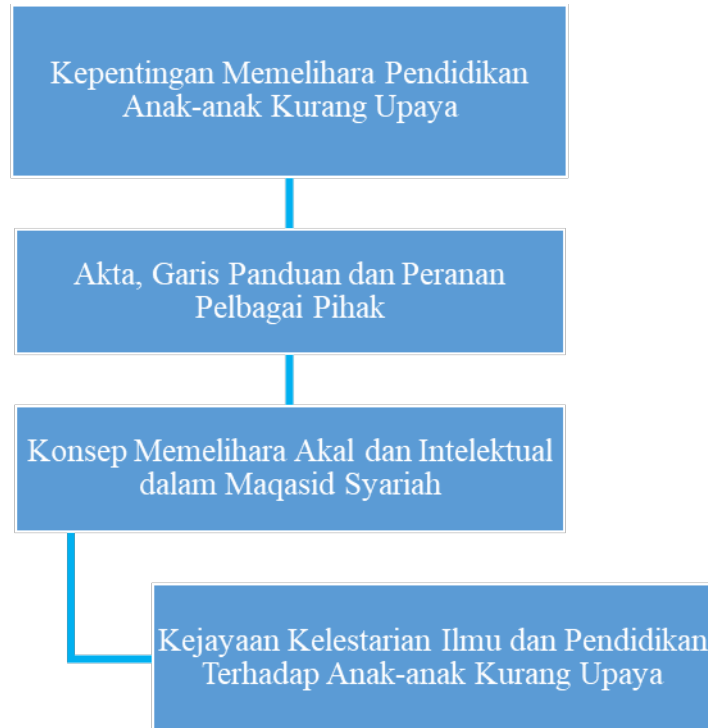 Kepentingan Memelihara Pendidikan
Anak-anak Kurang Upaya
Akta, Garis Panduan dan Peranan
Pelbagai Pihak
Konsep Memelihara Akal dan Intelektual
dalam Maqasid Syariah
Kejayaan Kelestarian Ilmu dan Pendidikan
Terhadap Anak-anak Kurang Upaya